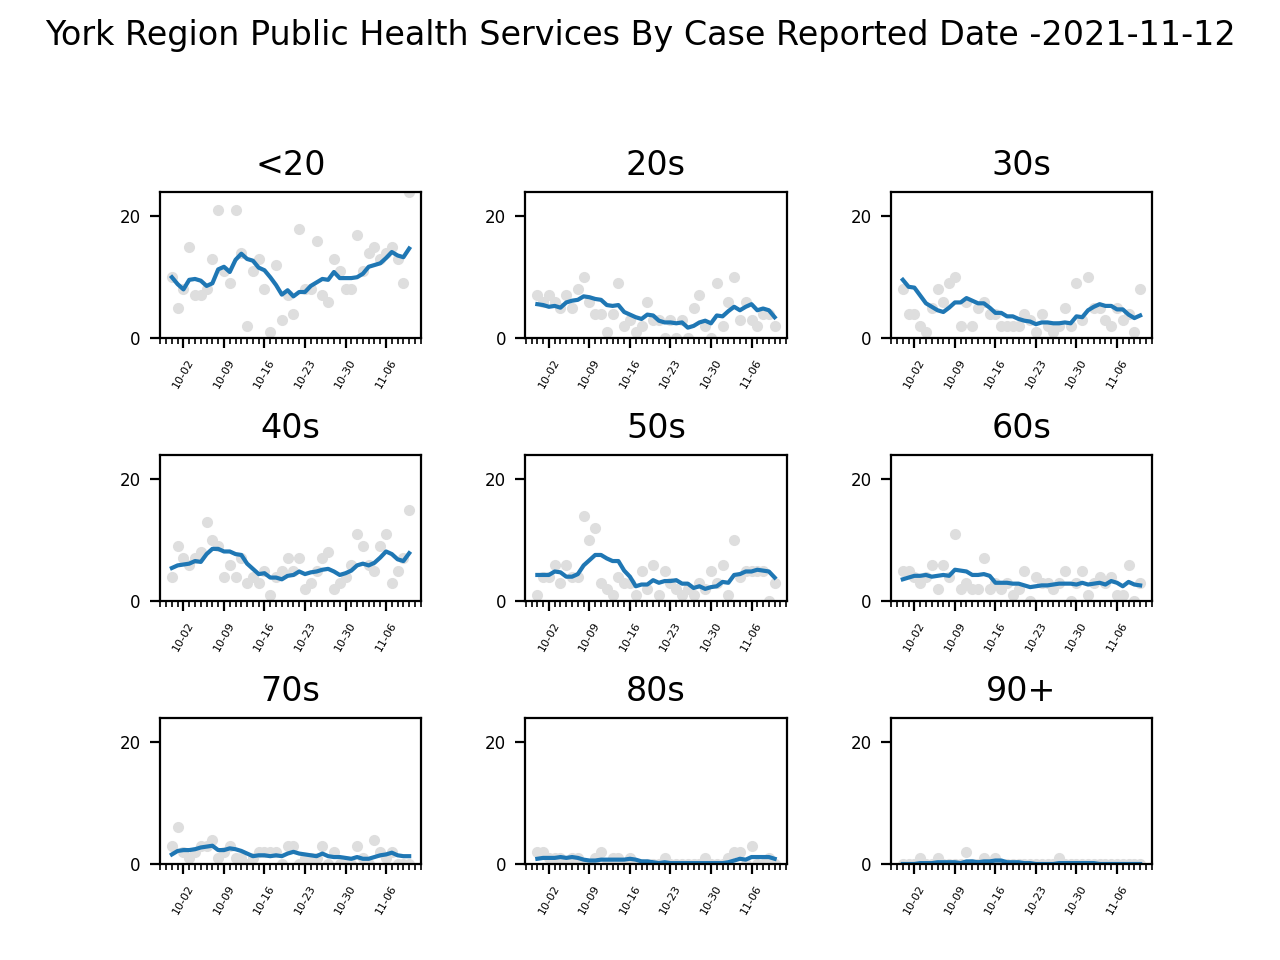 York Region Public Health Services By Case Reported Date -2021-11-12
<20 20s 30s
20 20 20
0 0 0
10-02 10-09 10-16 10-23 10-30 11-06 10-02 10-09 10-16 10-23 10-30 11-06 10-02 10-09 10-16 10-23 10-30 11-06
40s 50s 60s
20 20 20
0 0 0
10-02 10-09 10-16 10-23 10-30 11-06 10-02 10-09 10-16 10-23 10-30 11-06 10-02 10-09 10-16 10-23 10-30 11-06
70s 80s 90+
20 20 20
0 0 0
10-02 10-09 10-16 10-23 10-30 11-06 10-02 10-09 10-16 10-23 10-30 11-06 10-02 10-09 10-16 10-23 10-30 11-06